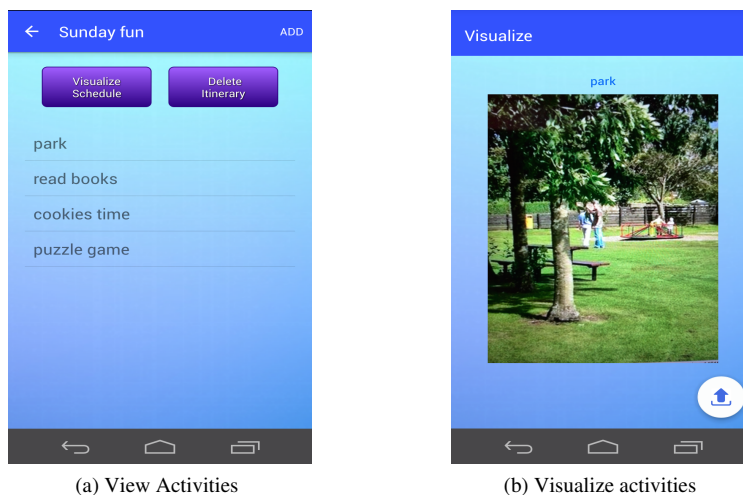 Sunday fun ADD
Visualize
Schedule
Delete
Itinerary
park
read books
cookies time
puzzle game
(a) View Activities
Visualize
park
(b) Visualize activities